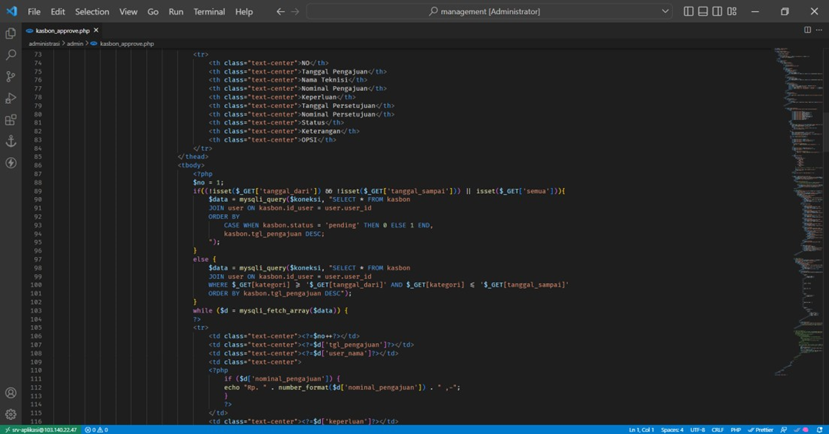 File Edit Selection View Go Run Terminal Help
management [Administrator]
kasbon_approve.php
administrasi > admin > kasbon_approve.php
73 <tr>
74 <th class="text-center">NO</th>
75 <th class="text-center">Tanggal Pengajuan</th>
76 <th class="text-center">Nama Teknisi</th>
77 <th class="text-center">Nominal Pengajuan</th>
78 <th class="text-center">Keperluan</th>
79 <th class="text-center">Tanggal Persetujuan</th>
80 <th class="text-center">Nominal Persetujuan</th>
81 <th class="text-center">Status</th>
82 <th class="text-center">Keterangan</th>
83 <th class="text-center">OPSI</th>
84 </tr>
85 </thead>
86 <tbody>
87 <?php
88 $no = 1;
89 if((!isset($_GET['tanggal_dari']) && !isset($_GET['tanggal_sampai'])) || isset($_GET['semua'])){
90 $data = mysqli_query($koneksi, "SELECT * FROM kasbon
91 JOIN user ON kasbon.id_user = user.user_id
92 ORDER BY
93 CASE WHEN kasbon.status = 'pending' THEN 0 ELSE 1 END,
94 kasbon.tgl_pengajuan DESC;
95 ");
96 }
97 else {
98 $data = mysqli_query($koneksi, "SELECT * FROM kasbon
99 JOIN user ON kasbon.id_user = user.user_id
100 WHERE $_GET[kategori] >= '$_GET[tanggal_dari]' AND $_GET[kategori] <= '$_GET[tanggal_sampai]'
101 ORDER BY kasbon.tgl_pengajuan DESC");
102 }
103 while ($d = mysqli_fetch_array($data)) {
104 ?>
105 <tr>
106 <td class="text-center"><?=$no++?></td>
107 <td class="text-center"><?=$d['tgl_pengajuan']?></td>
108 <td class="text-center"><?=$d['user_nama']?></td>
109 <td class="text-center">
110 <?php
111 if ($d['nominal_pengajuan']) {
112 echo "Rp. " . number_format($d['nominal_pengajuan']) . " ,-";
113 }
114 ?>
115 </td>
116 <td class="text-center"><?=$d['keperluan']?></td>
srv-aplikasi@103.140.22.47 0 0 Ln 1, Col 1 Spaces: 4 UTF-8 CRLF PHP Prettier